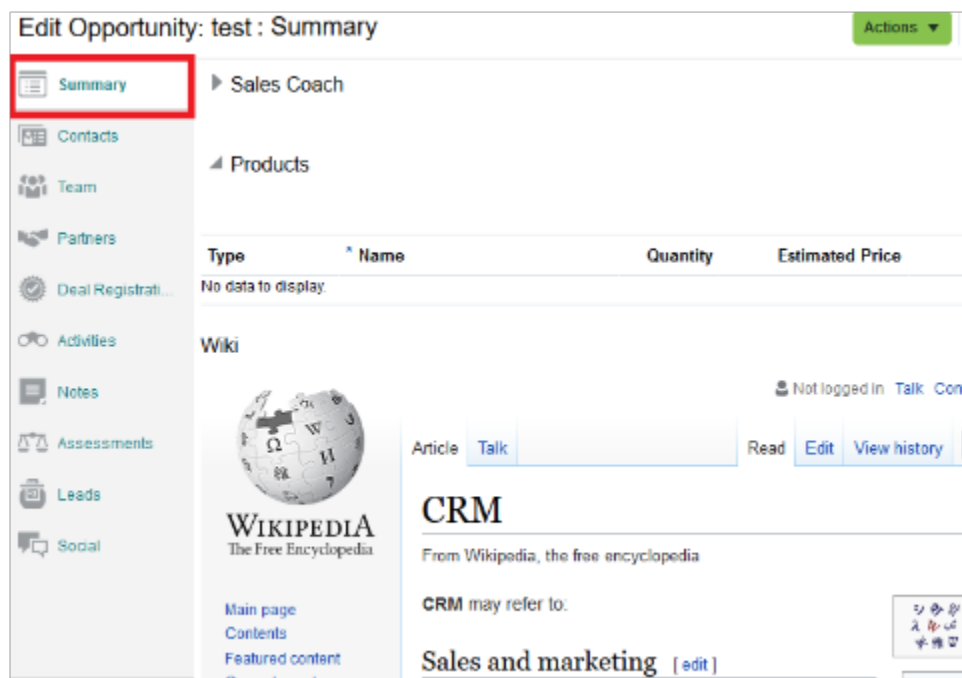 Edit Opportunity: test : Summary
Actions
Summary
Contacts
Team
Partners
Deal Registrati...
Activities
Notes
Assessments
Leads
Social
Sales Coach
Products
Type * Name Quantity Estimated Price
No data to display.
Wiki
Not logged in Talk Con
Article Talk Read Edit View history
WIKIPEDIA
The Free Encyclopedia
Main page
Contents
Featured content
CRM
From Wikipedia, the free encyclopedia
CRM may refer to:
Sales and marketing [edit]